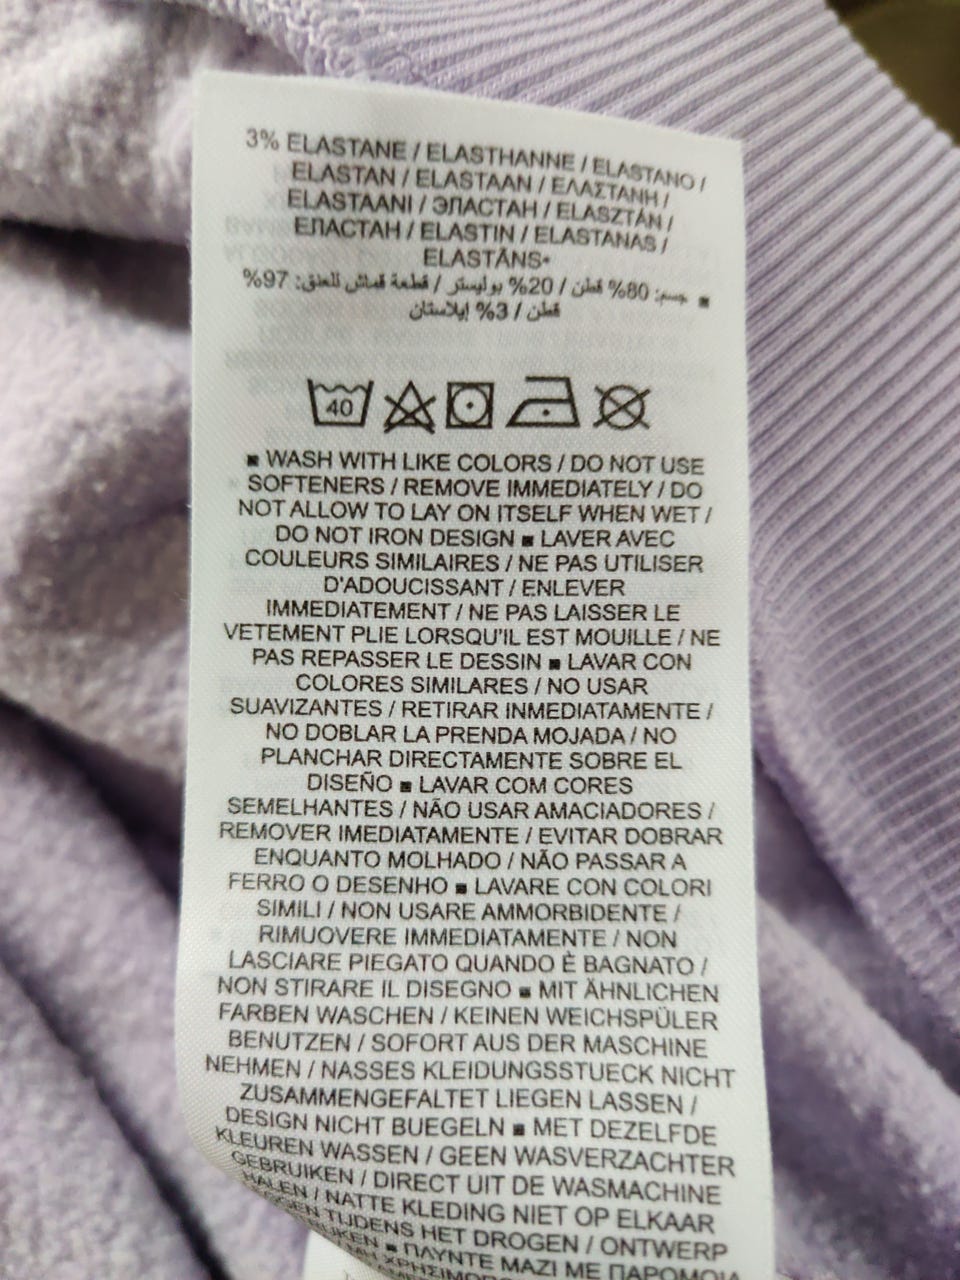 3% ELASTANE / ELASTHANNE / ELASTANO /
ELASTAN / ELASTAAN / ΕΛΑΣΤΑΝΗ /
ELASTAANI / ЭЛАСТАН / ELASZTÁN /
ЕЛАСТАН / ELASTIN / ELASTANAS /
ELASTĀNS•
▪ جسم: 80% قطن / 20% بوليستر / قطعة قماش للعنق: 97%
قطن / 3% إيلاستان
40
▪ WASH WITH LIKE COLORS / DO NOT USE
SOFTENERS / REMOVE IMMEDIATELY / DO
NOT ALLOW TO LAY ON ITSELF WHEN WET /
DO NOT IRON DESIGN ▪ LAVER AVEC
COULEURS SIMILAIRES / NE PAS UTILISER
D'ADOUCISSANT / ENLEVER
IMMEDIATEMENT / NE PAS LAISSER LE
VETEMENT PLIE LORSQU'IL EST MOUILLE / NE
PAS REPASSER LE DESSIN ▪ LAVAR CON
COLORES SIMILARES / NO USAR
SUAVIZANTES / RETIRAR INMEDIATAMENTE /
NO DOBLAR LA PRENDA MOJADA / NO
PLANCHAR DIRECTAMENTE SOBRE EL
DISEÑO ▪ LAVAR COM CORES
SEMELHANTES / NÃO USAR AMACIADORES /
REMOVER IMEDIATAMENTE / EVITAR DOBRAR
ENQUANTO MOLHADO / NÃO PASSAR A
FERRO O DESENHO ▪ LAVARE CON COLORI
SIMILI / NON USARE AMMORBIDENTE /
RIMUOVERE IMMEDIATAMENTE / NON
LASCIARE PIEGATO QUANDO È BAGNATO /
NON STIRARE IL DISEGNO ▪ MIT ÄHNLICHEN
FARBEN WASCHEN / KEINEN WEICHSPÜLER
BENUTZEN / SOFORT AUS DER MASCHINE
NEHMEN / NASSES KLEIDUNGSSTUECK NICHT
ZUSAMMENGEFALTET LIEGEN LASSEN /
DESIGN NICHT BUEGELN ▪ MET DEZELFDE
KLEUREN WASSEN / GEEN WASVERZACHTER
GEBRUIKEN / DIRECT UIT DE WASMACHINE
HALEN / NATTE KLEDING NIET OP ELKAAR
TIJDENS HET DROGEN / ONTWERP
▪ ΠΛΥΝΤΕ ΜΑΖΙ ΜΕ